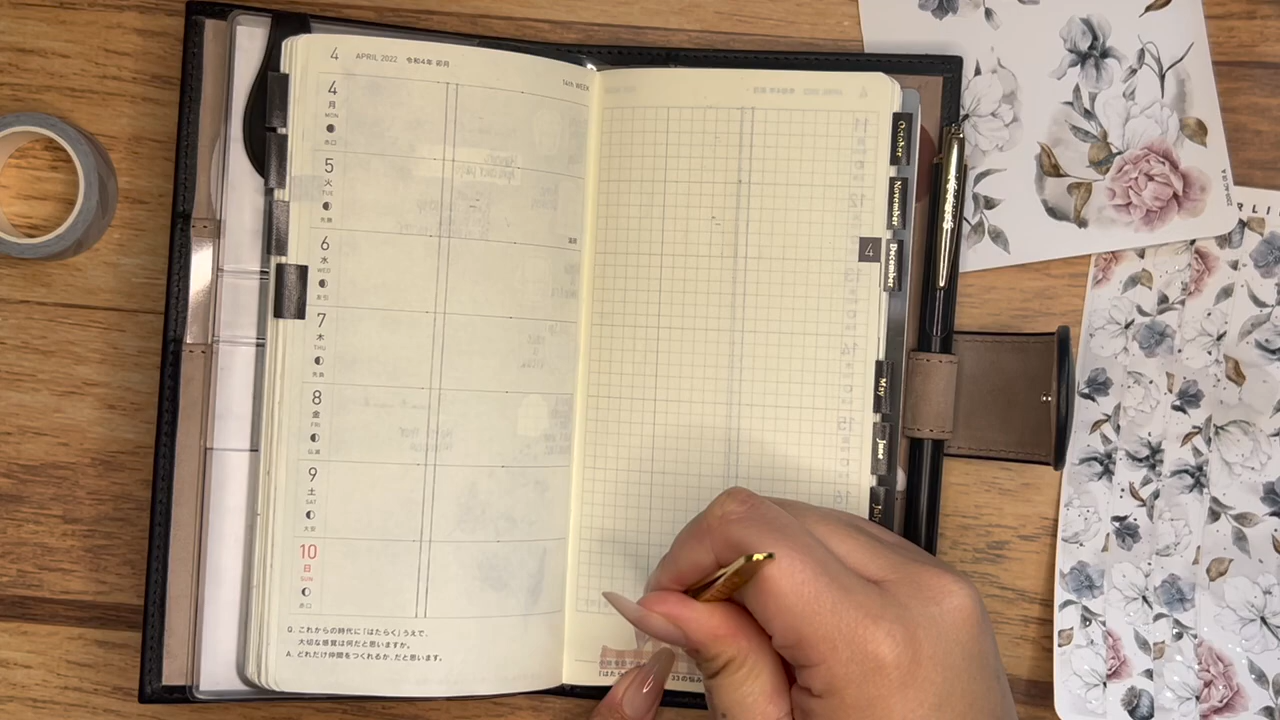 4 APRIL 2022 令和4年 卯月
14th WEEK
4
月
MON
赤口
5
火
TUE
先勝
6
水
WED
友引
7
木
THU
先負
8
金
FRI
仏滅
9
土
SAT
大安
10
日
SUN
赤口
Q. これからの時代に「はたらく」うえで、
大切な感覚は何だと思いますか。
A. どれだけ仲間をつくれるか、だと思います。
4
October
November
December
May
June
July
33の悩み